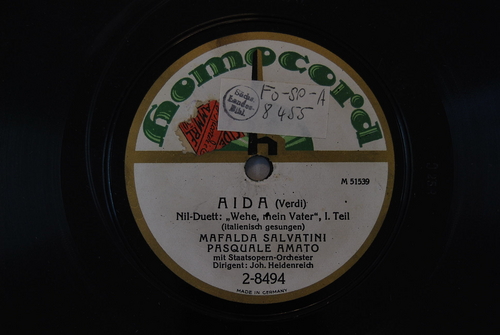 Homocord
Sächs.
Landes-
Bibl.
Fo-SP-A
8455
M 51539
AIDA (Verdi)
Nil-Duett: „Wehe, mein Vater“, I. Teil
(italienisch gesungen)
MAFALDA SALVATINI
PASQUALE AMATO
mit Staatsopern-Orchester
Dirigent: Joh. Heidenreich
2-8494
MADE IN GERMANY